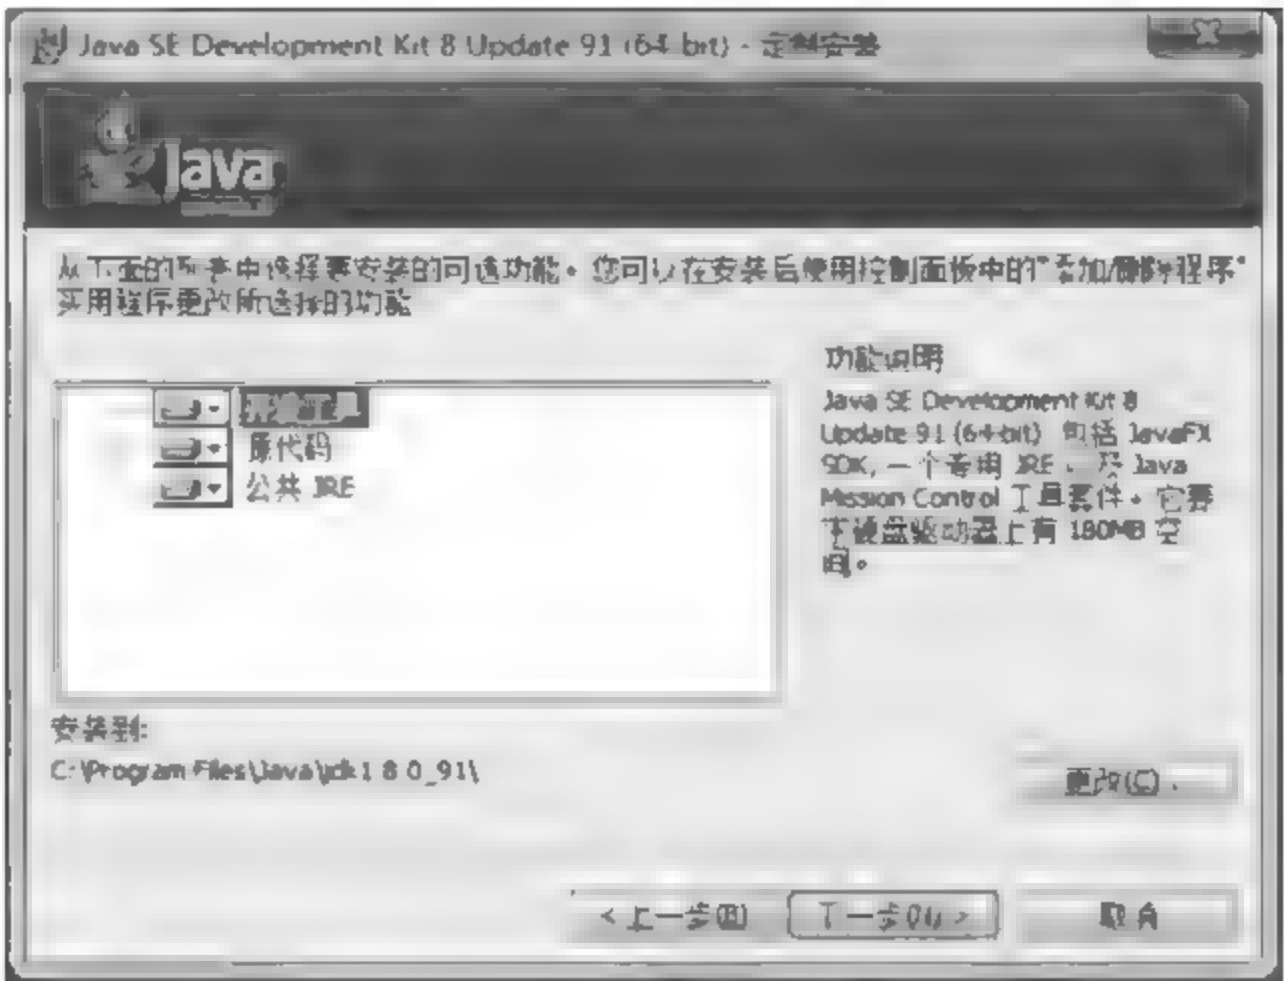 Java SE Development Kit 8 Update 91 (64-bit) - 定制安装
Java
从下面的列表中选择要安装的可选功能。您可以在安装后使用控制面板中的“添加/删除程序”
实用程序更改所选择的功能
功能说明
Java SE Development Kit 8
Update 91 (64-bit) 包括 JavaFX
SDK, 一个专用 JRE 以及 Java
Mission Control 工具套件。它要
求硬盘驱动器上有 180MB 空
间。
开发工具
源代码
公共 JRE
安装到:
C:\Program Files\Java\jdk1.8.0_91\
更改(C)...
< 上一步(B)
下一步(N) >
取消